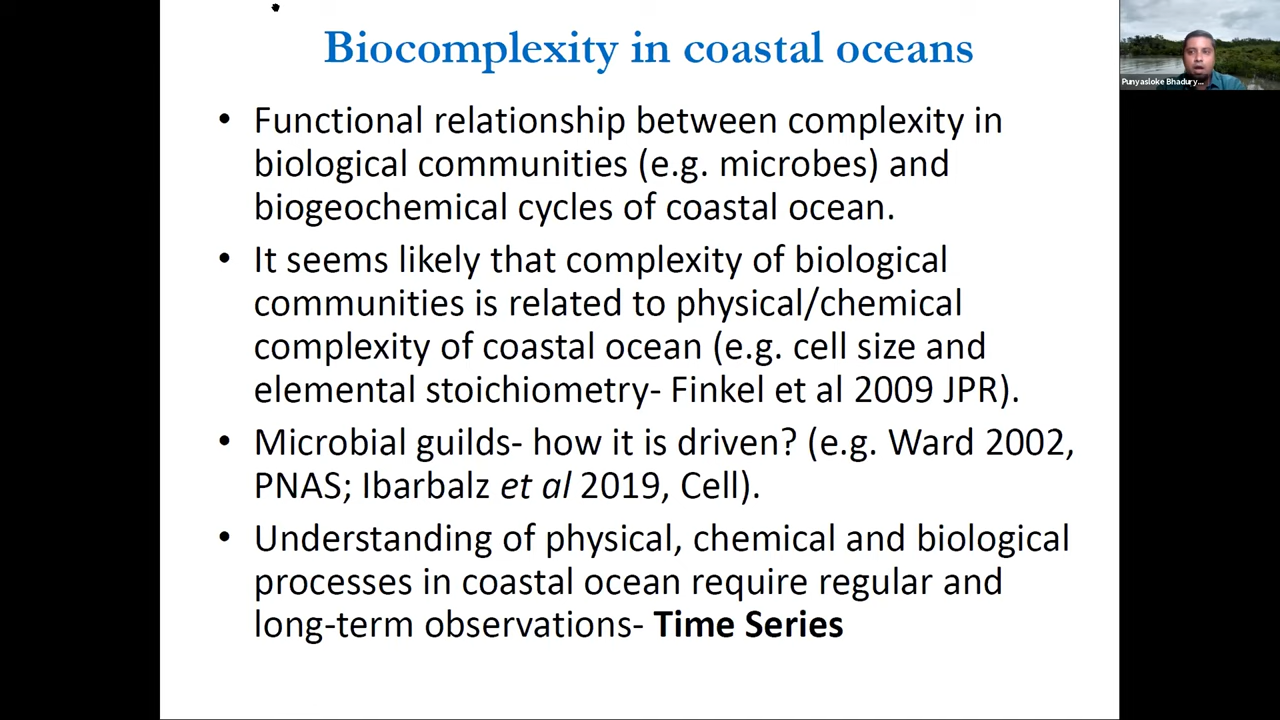 Biocomplexity in coastal oceans
• Functional relationship between complexity in
biological communities (e.g. microbes) and
biogeochemical cycles of coastal ocean.
• It seems likely that complexity of biological
communities is related to physical/chemical
complexity of coastal ocean (e.g. cell size and
elemental stoichiometry- Finkel et al 2009 JPR).
• Microbial guilds- how it is driven? (e.g. Ward 2002,
PNAS; Ibarbalz et al 2019, Cell).
• Understanding of physical, chemical and biological
processes in coastal ocean require regular and
long-term observations- Time Series
Punyasloke Bhadury...